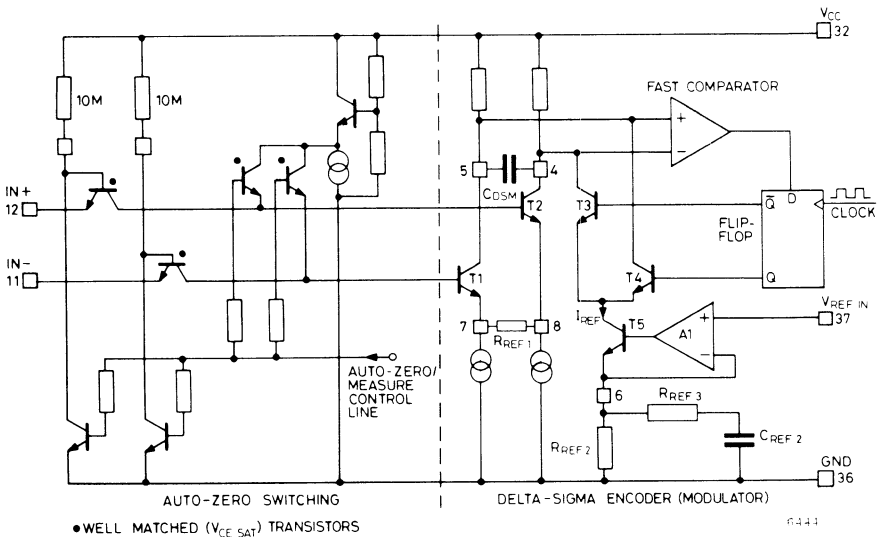 VCC
32
10M
10M
FAST COMPARATOR
+
−
5
4
CDSM
IN+
12
T2
T3
Q̅
D
CLOCK
FLIP-
FLOP
IN-
11
T1
T4
Q
IREF
T5
A1
+
−
VREF IN
37
7
8
RREF 1
AUTO-ZERO/
MEASURE
CONTROL
LINE
6
RREF 3
RREF 2
CREF 2
GND
36
AUTO-ZERO SWITCHING
DELTA-SIGMA ENCODER (MODULATOR)
•WELL MATCHED (VCE SAT) TRANSISTORS
6444